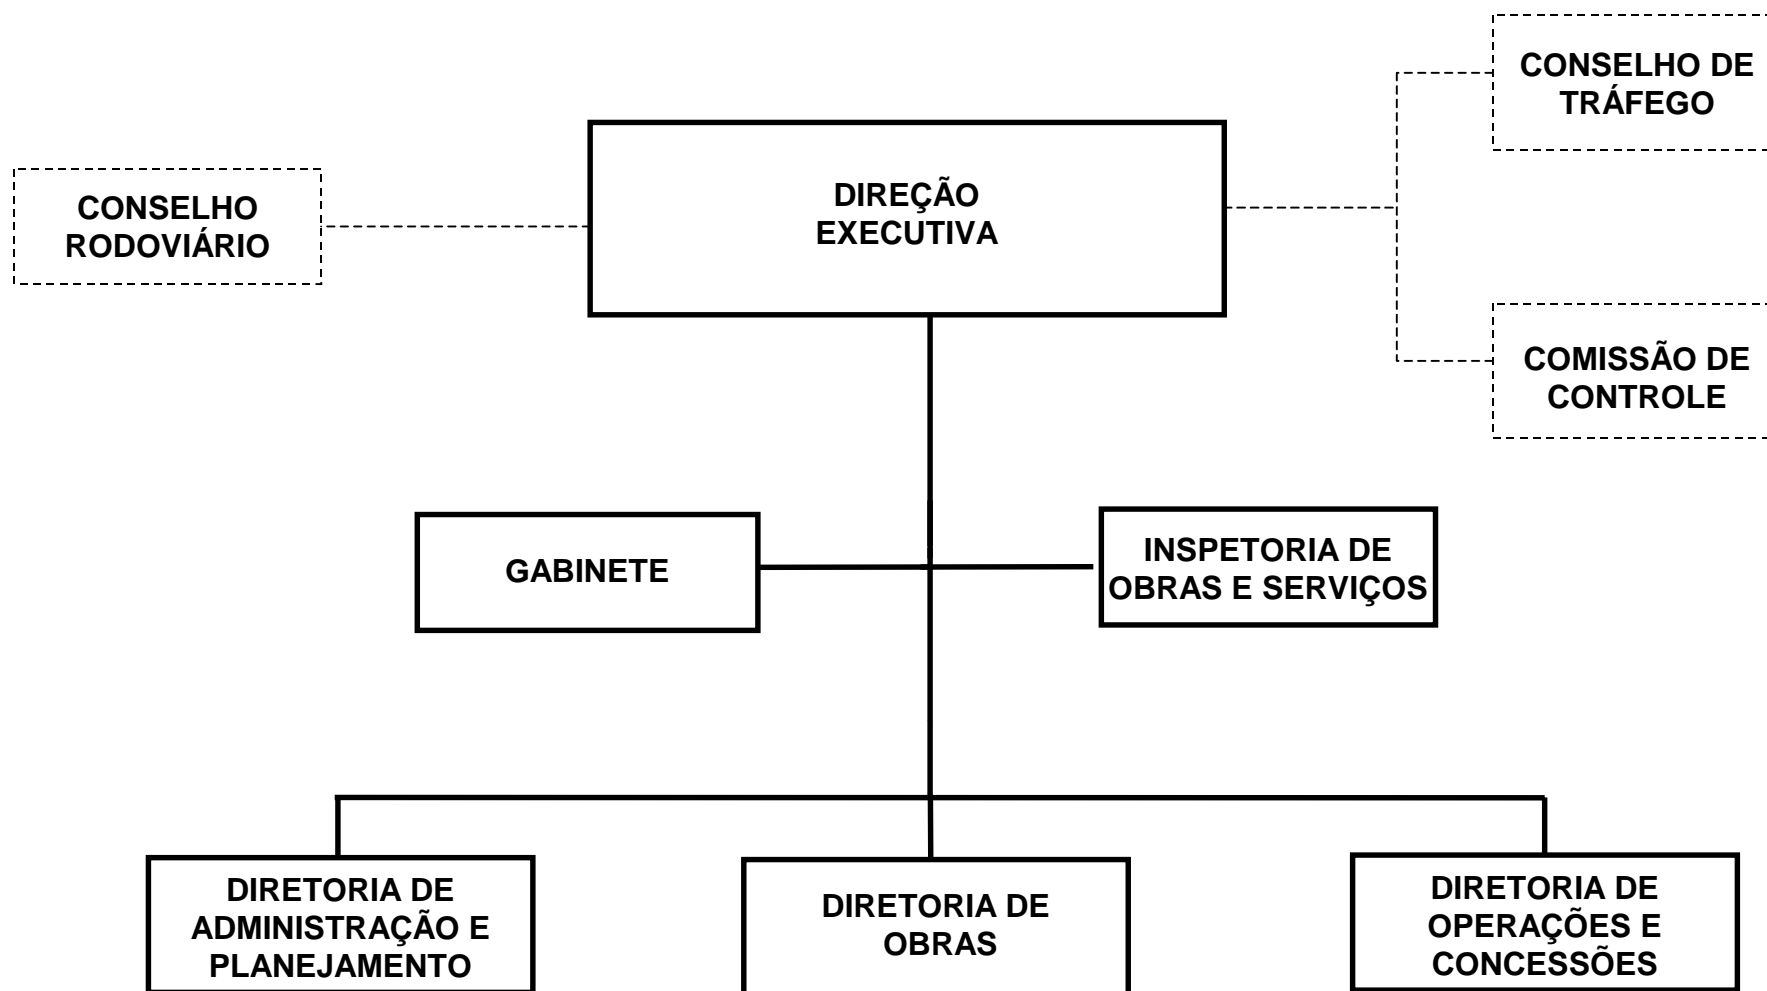 CONSELHO DE
TRÁFEGO
DIREÇÃO
EXECUTIVA
CONSELHO
RODOVIÁRIO
COMISSÃO DE
CONTROLE
GABINETE
INSPETORIA DE
OBRAS E SERVIÇOS
DIRETORIA DE
ADMINISTRAÇÃO E
PLANEJAMENTO
DIRETORIA DE
OBRAS
DIRETORIA DE
OPERAÇÕES E
CONCESSÕES